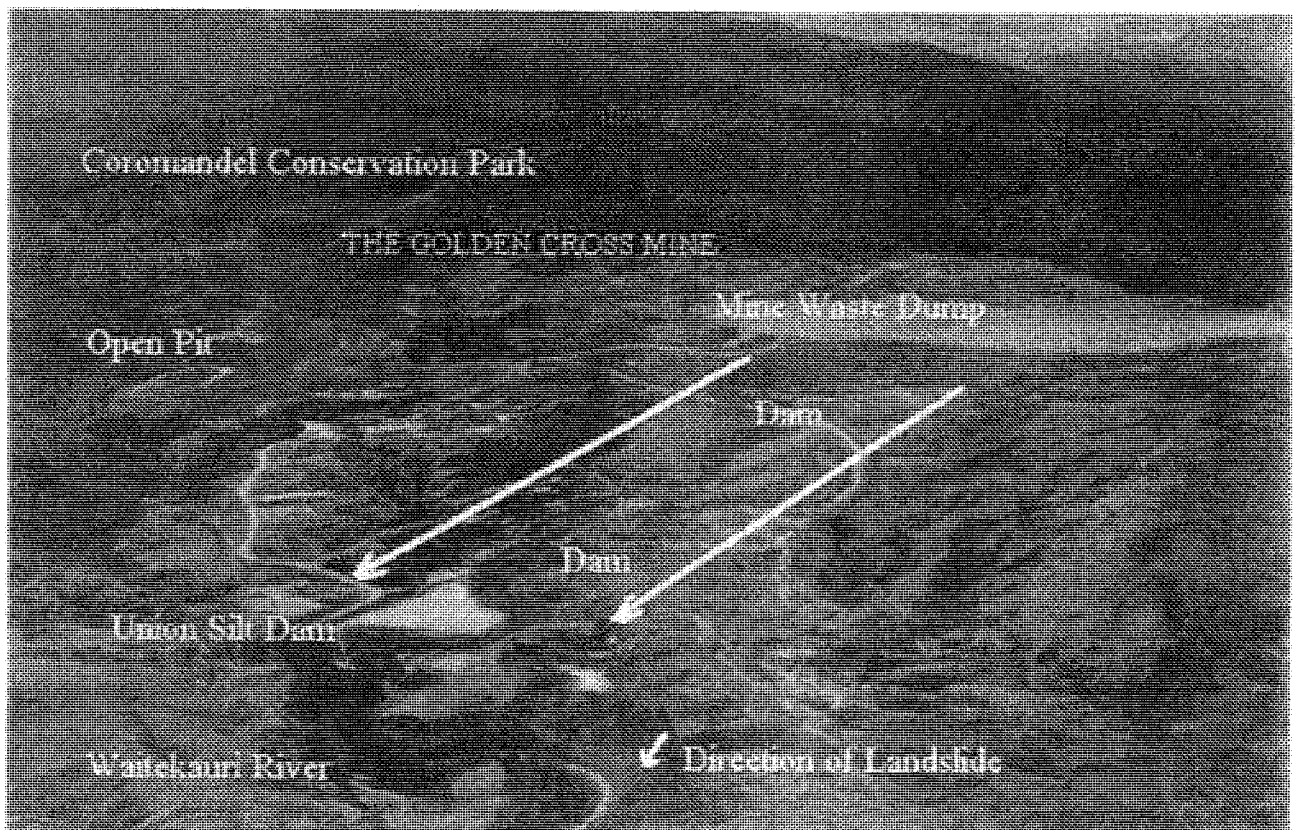 Coromandel Conservation Park
THE GOLDEN CROSS MINE
Mine Waste Dump
Open Pit
Dam
Dam
Union Silt Dam
Direction of Landslide
Waitekauri River